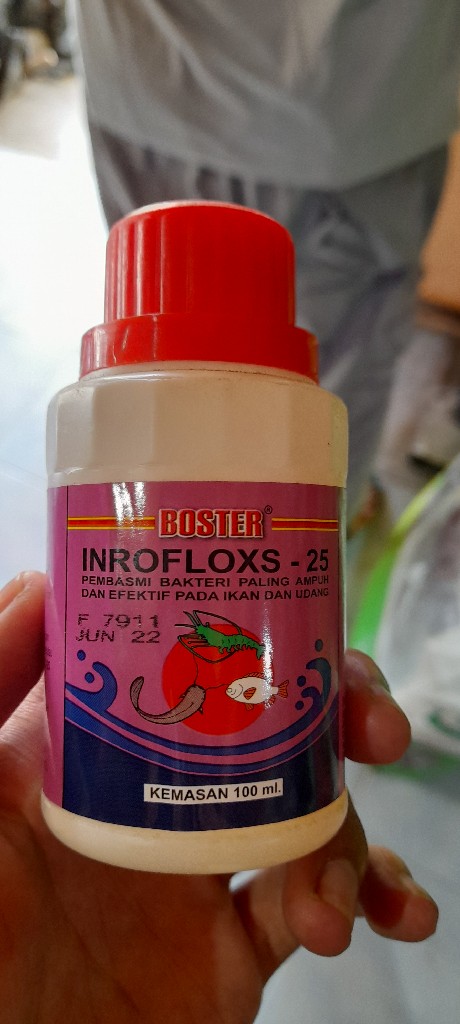 BOSTER®
INROFLOXS - 25
PEMBASMI BAKTERI PALING AMPUH
DAN EFEKTIF PADA IKAN DAN UDANG
F 7911
JUN 22
KEMASAN 100 ml.